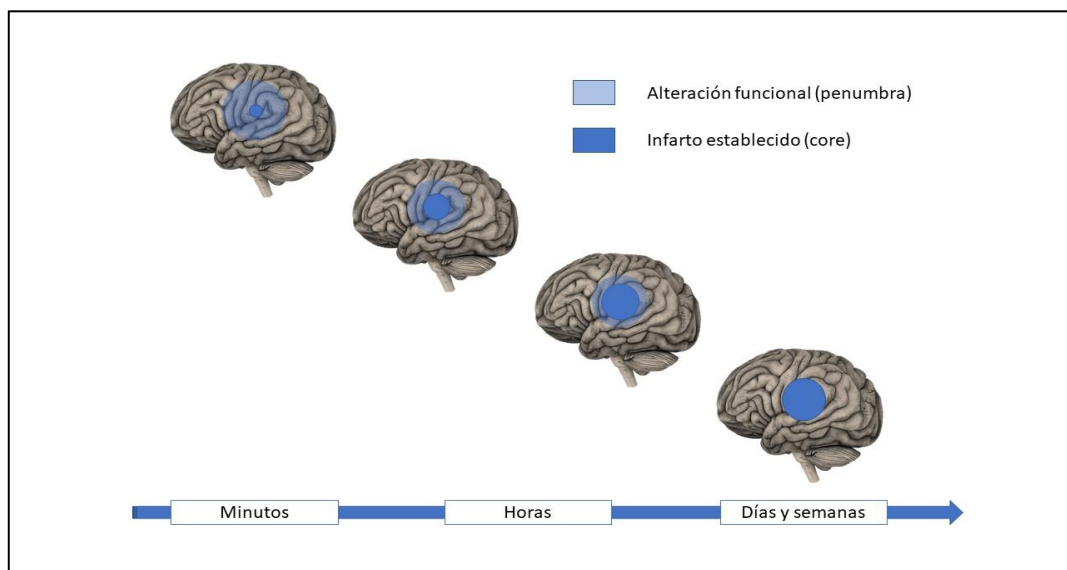 Alteración funcional (penumbra)
Infarto establecido (core)
Minutos
Horas
Días y semanas